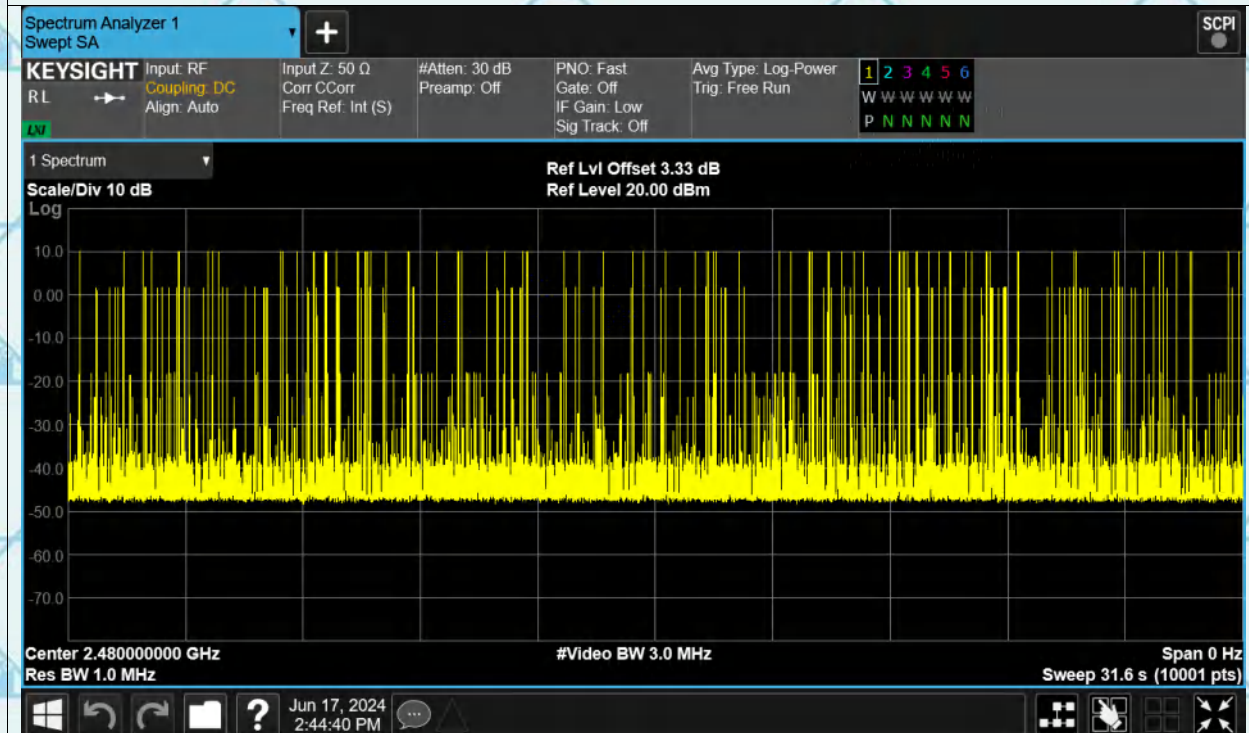 Spectrum Analyzer 1
Swept SA
+
SCPI
KEYSIGHT
RL
LXI
Input: RF
Coupling: DC
Align: Auto
Input Z: 50 Ω
Corr CCorr
Freq Ref: Int (S)
#Atten: 30 dB
Preamp: Off
PNO: Fast
Gate: Off
IF Gain: Low
Sig Track: Off
Avg Type: Log-Power
Trig: Free Run
1 2 3 4 5 6
W W W W W W
P N N N N N
1 Spectrum
Scale/Div 10 dB
Ref Lvl Offset 3.33 dB
Ref Level 20.00 dBm
Log
10.0
0.00
-10.0
-20.0
-30.0
-40.0
-50.0
-60.0
-70.0
Center 2.480000000 GHz
#Video BW 3.0 MHz
Span 0 Hz
Res BW 1.0 MHz
Sweep 31.6 s (10001 pts)
?
Jun 17, 2024
2:44:40 PM